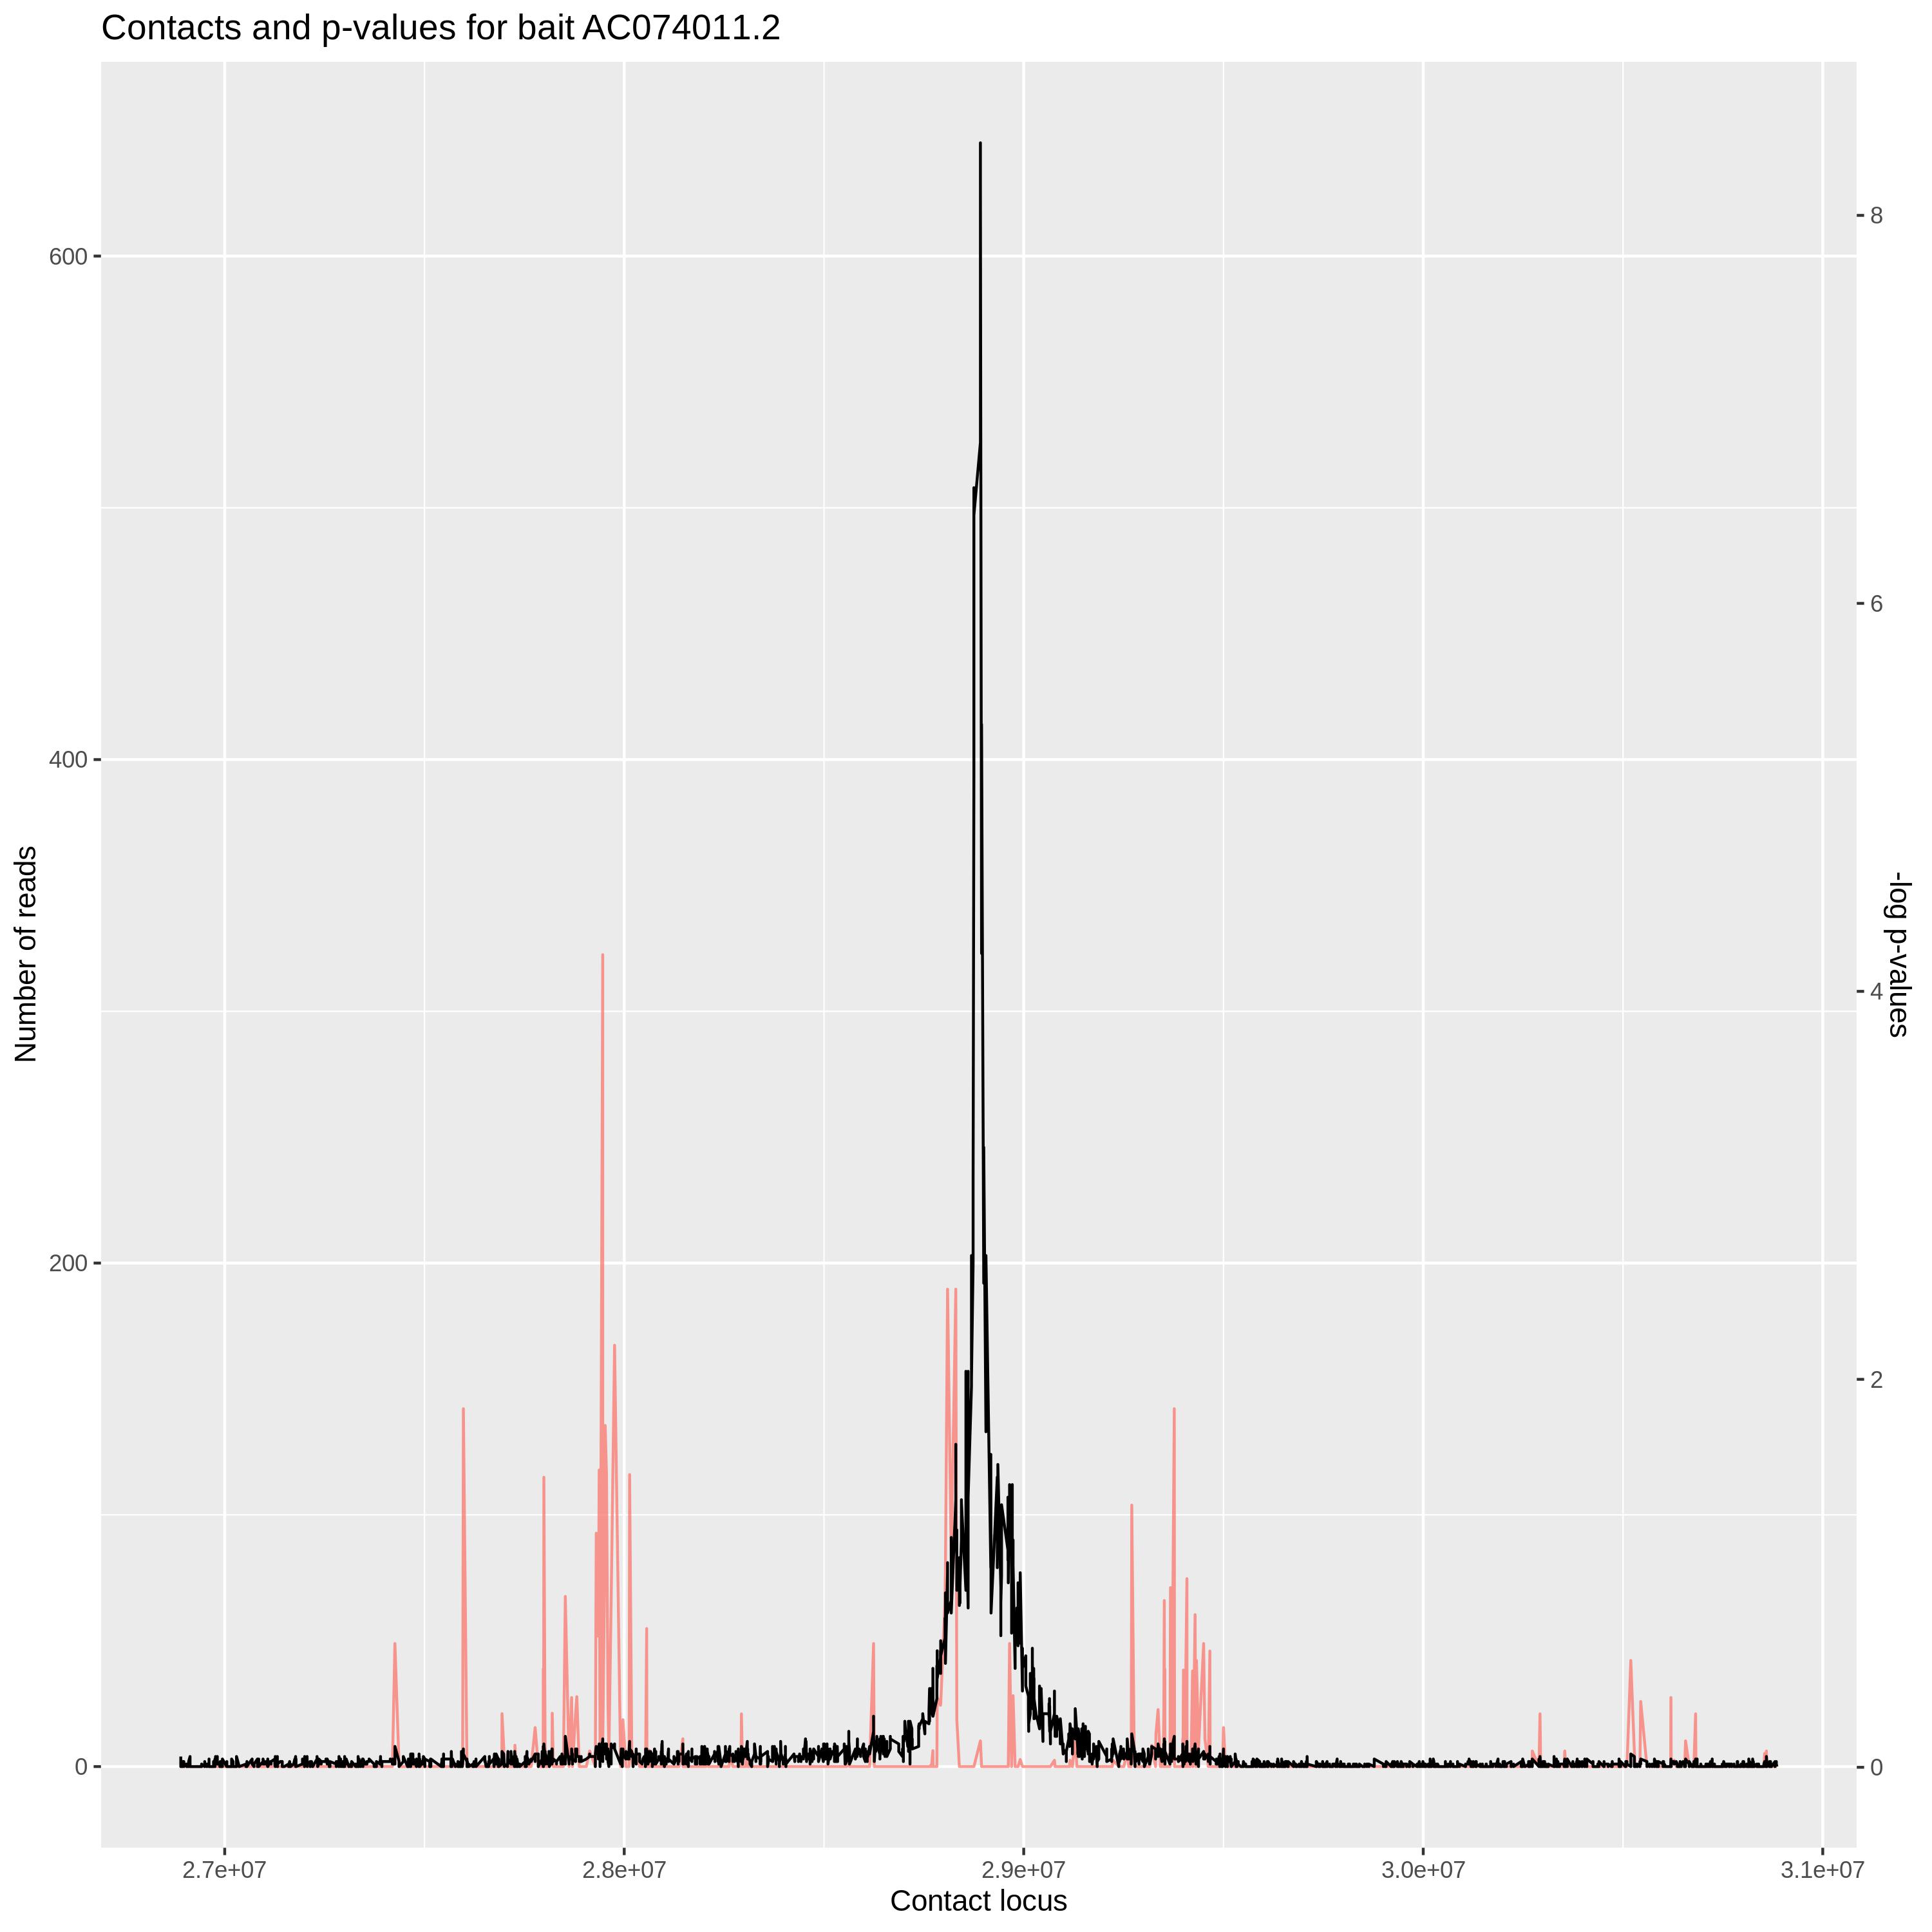 Contacts and p-values for bait AC074011.2
600
400
200
0
Number of reads
8
6
4
2
0
-log p-values
2.7e+07
2.8e+07
2.9e+07
3.0e+07
3.1e+07
Contact locus